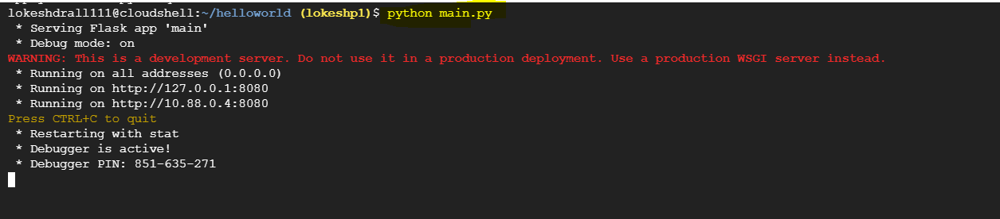 lokeshdrall111@cloudshell:~/helloworld (lokeshp1)$ python main.py
 * Serving Flask app 'main'
 * Debug mode: on
WARNING: This is a development server. Do not use it in a production deployment. Use a production WSGI server instead.
 * Running on all addresses (0.0.0.0)
 * Running on http://127.0.0.1:8080
 * Running on http://10.88.0.4:8080
Press CTRL+C to quit
 * Restarting with stat
 * Debugger is active!
 * Debugger PIN: 851-635-271